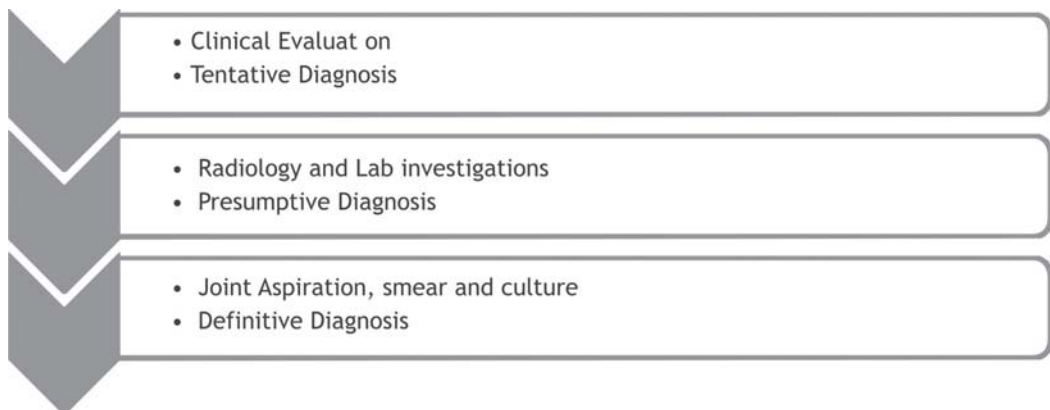 • Clinical Evaluat on
• Tentative Diagnosis
• Radiology and Lab investigations
• Presumptive Diagnosis
• Joint Aspiration, smear and culture
• Definitive Diagnosis